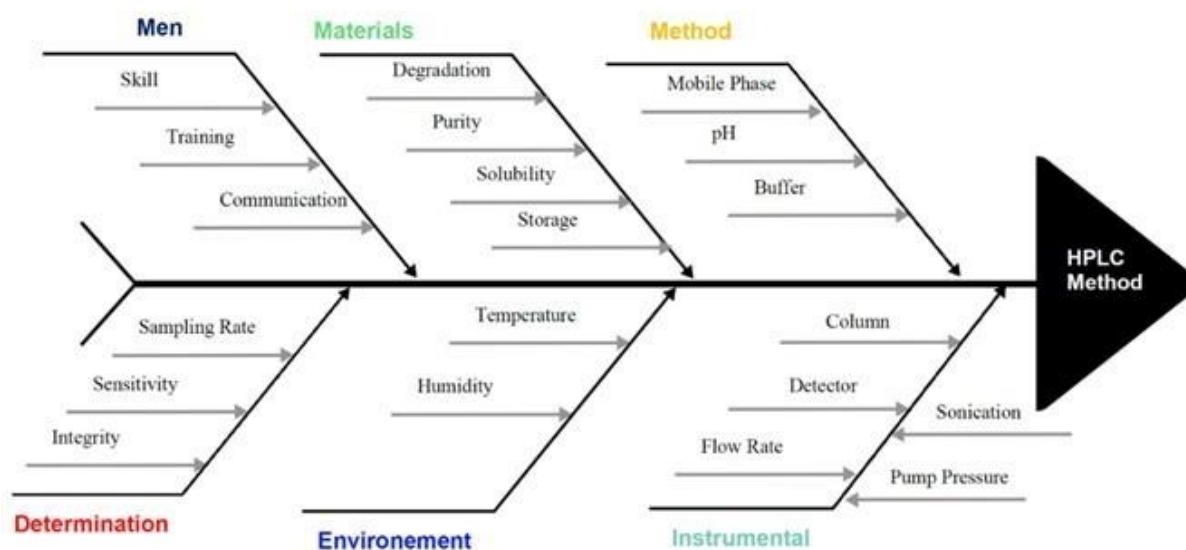 Men
Materials
Method
Skill
Training
Communication
Degradation
Purity
Solubility
Storage
Mobile Phase
pH
Buffer
HPLC
Method
Sampling Rate
Sensitivity
Integrity
Temperature
Humidity
Column
Detector
Flow Rate
Sonication
Pump Pressure
Determination
Environement
Instrumental